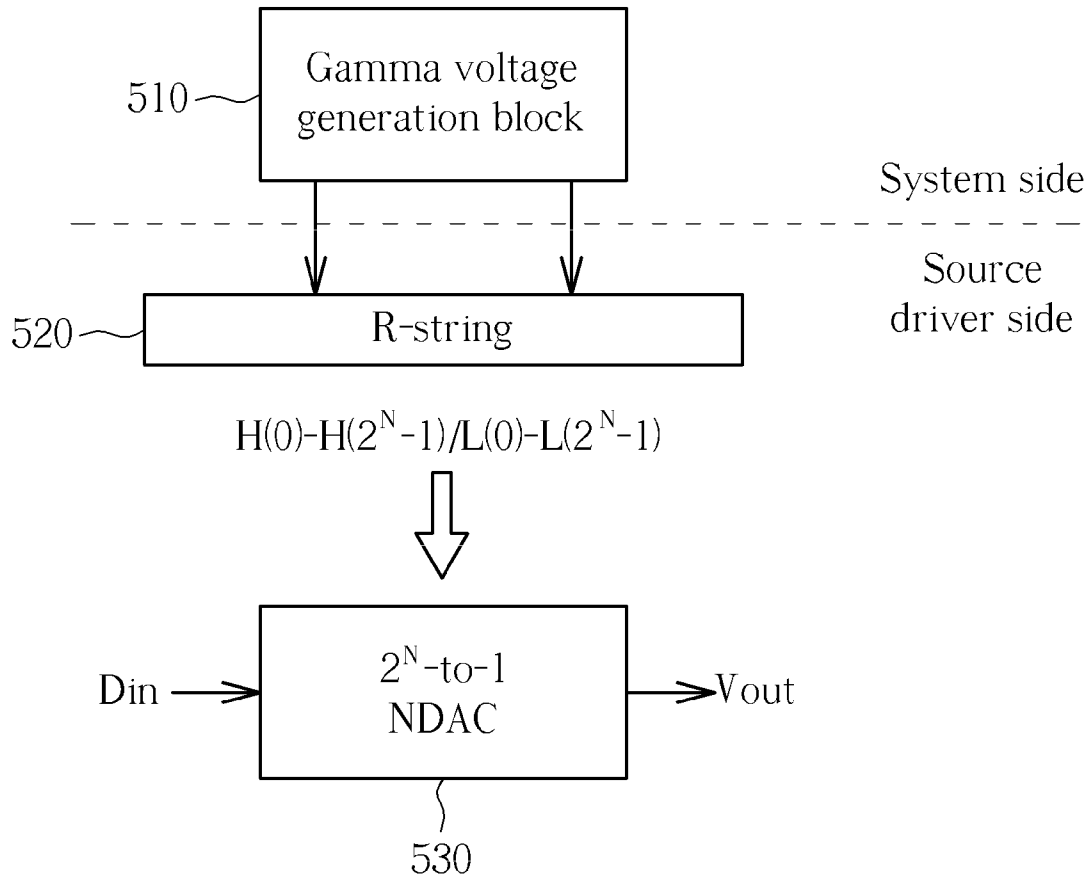 Gamma voltage
generation block
510
System side
Source
driver side
520
R-string
H(0)-H(2^N-1)/L(0)-L(2^N-1)
2^N-to-1
NDAC
Din
Vout
530